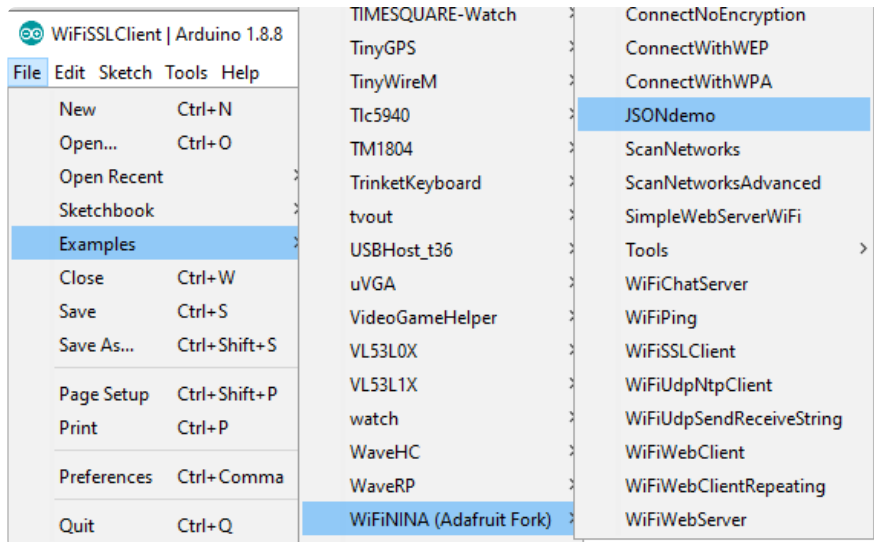 WiFiSSLClient | Arduino 1.8.8
File Edit Sketch Tools Help
New Ctrl+N
Open... Ctrl+O
Open Recent
Sketchbook
Examples
Close Ctrl+W
Save Ctrl+S
Save As... Ctrl+Shift+S
Page Setup Ctrl+Shift+P
Print Ctrl+P
Preferences Ctrl+Comma
Quit Ctrl+Q
TIMESQUARE-Watch
TinyGPS
TinyWireM
Tlc5940
TM1804
TrinketKeyboard
tvout
USBHost_t36
uVGA
VideoGameHelper
VL53L0X
VL53L1X
watch
WaveHC
WaveRP
WiFiNINA (Adafruit Fork)
ConnectNoEncryption
ConnectWithWEP
ConnectWithWPA
JSONdemo
ScanNetworks
ScanNetworksAdvanced
SimpleWebServerWiFi
Tools
WiFiChatServer
WiFiPing
WiFiSSLClient
WiFiUdpNtpClient
WiFiUdpSendReceiveString
WiFiWebClient
WiFiWebClientRepeating
WiFiWebServer